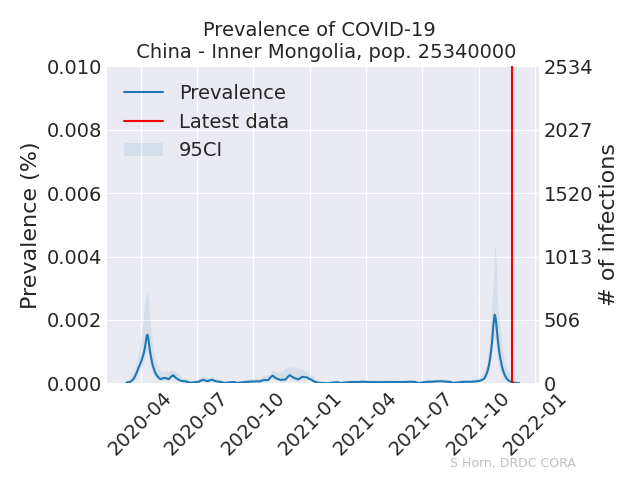 Prevalence of COVID-19
China - Inner Mongolia, pop. 25340000
Prevalence (%)
0.010
0.008
0.006
0.004
0.002
0.000
Prevalence
Latest data
95CI
2534
2027
1520
1013
506
0
# of infections
2020-04
2020-07
2020-10
2021-01
2021-04
2021-07
2021-10
2022-01
S Horn, DRDC CORA